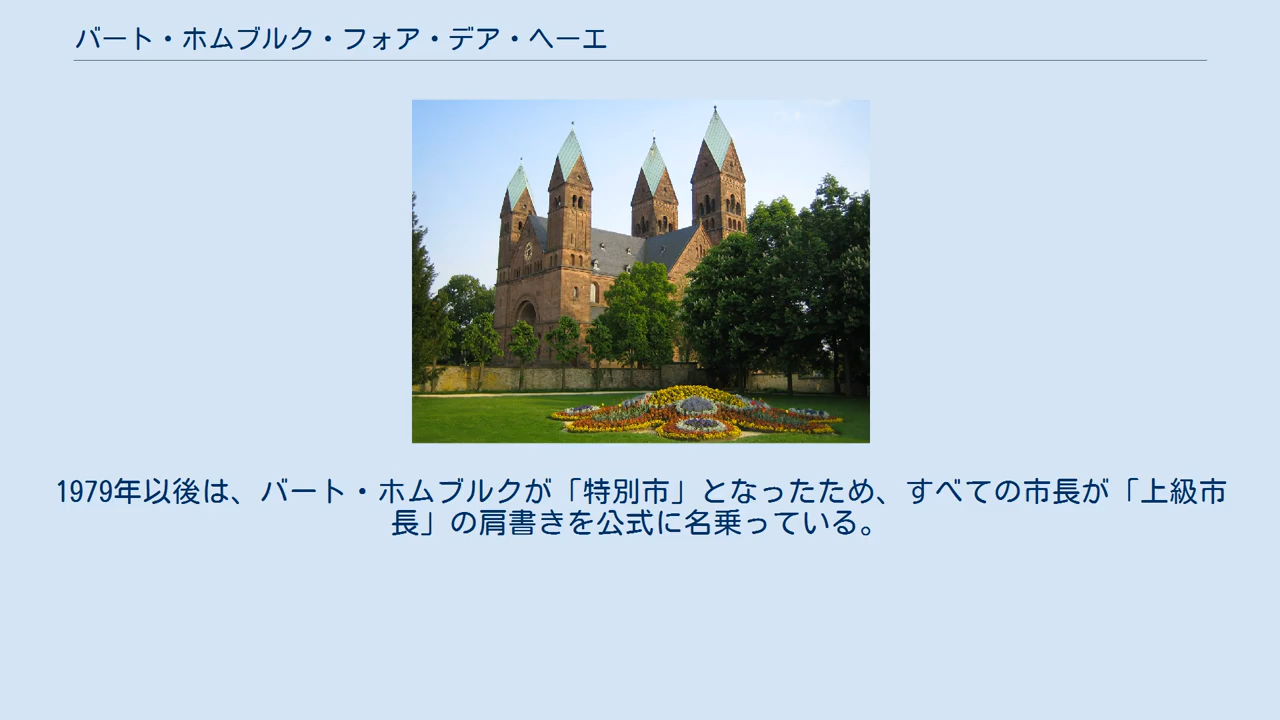 バート・ホムブルク・フォア・デア・ヘーエ
1979年以後は、バート・ホムブルクが「特別市」となったため、すべての市長が「上級市
長」の肩書きを公式に名乗っている。